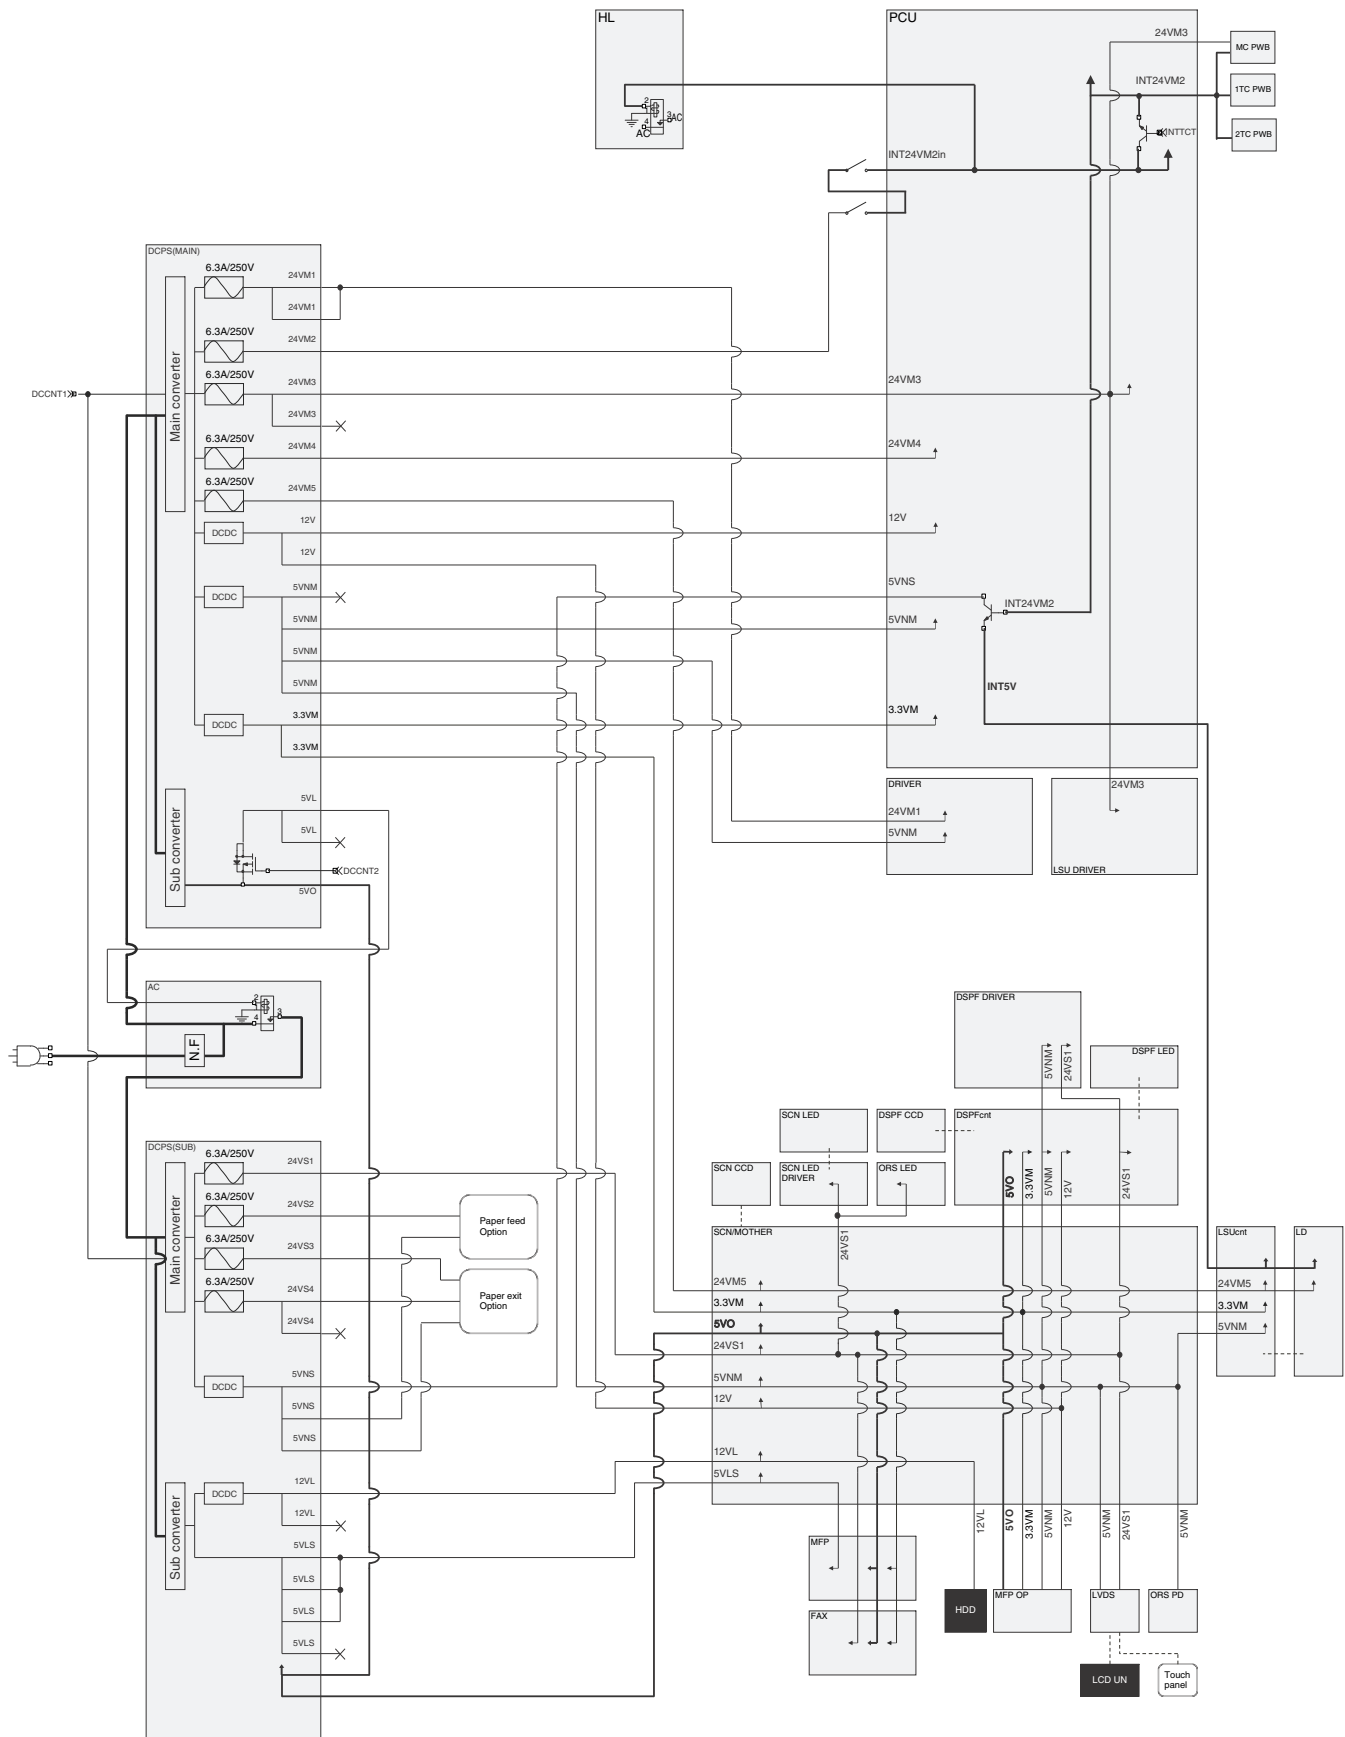 HL
PCU
24VM3
MC PWB
INT24VM2
1TC PWB
2
4
3
AC
AC
INTTCT
2TC PWB
INT24VM2in
DCPS(MAIN)
6.3A/250V
24VM1
24VM1
6.3A/250V
24VM2
Main converter
6.3A/250V
24VM3
24VM3
DCCNT1
24VM3
6.3A/250V
24VM4
24VM4
6.3A/250V
24VM5
12V
12V
DCDC
12V
5VNM
5VNS
DCDC
INT24VM2
5VNM
5VNM
5VNM
5VNM
INT5V
3.3VM
3.3VM
DCDC
3.3VM
DRIVER
24VM3
5VL
24VM1
5VL
5VNM
Sub converter
DCCNT2
LSU DRIVER
5VO
AC
2
1
4
3
N.F
DSPF DRIVER
5VNM
24VS1
DSPF LED
DCPS(SUB)
SCN LED
DSPF CCD
DSPFcnt
6.3A/250V
24VS1
SCN CCD
SCN LED
DRIVER
ORS LED
5VO
3.3VM
5VNM
12V
24VS1
6.3A/250V
24VS2
Paper feed
Option
Main converter
6.3A/250V
24VS3
SCN/MOTHER
24VS1
LSUcnt
LD
6.3A/250V
24VS4
Paper exit
Option
24VM5
24VM5
3.3VM
3.3VM
24VS4
5VO
5VNM
24VS1
5VNS
DCDC
5VNM
5VNS
12V
5VNS
12VL
12VL
5VLS
Sub converter
DCDC
12VL
12VL
5VO
3.3VM
5VNM
12V
5VNM
24VS1
5VNM
5VLS
MFP
5VLS
HDD
MFP OP
LVDS
ORS PD
5VLS
FAX
5VLS
LCD UN
Touch
panel